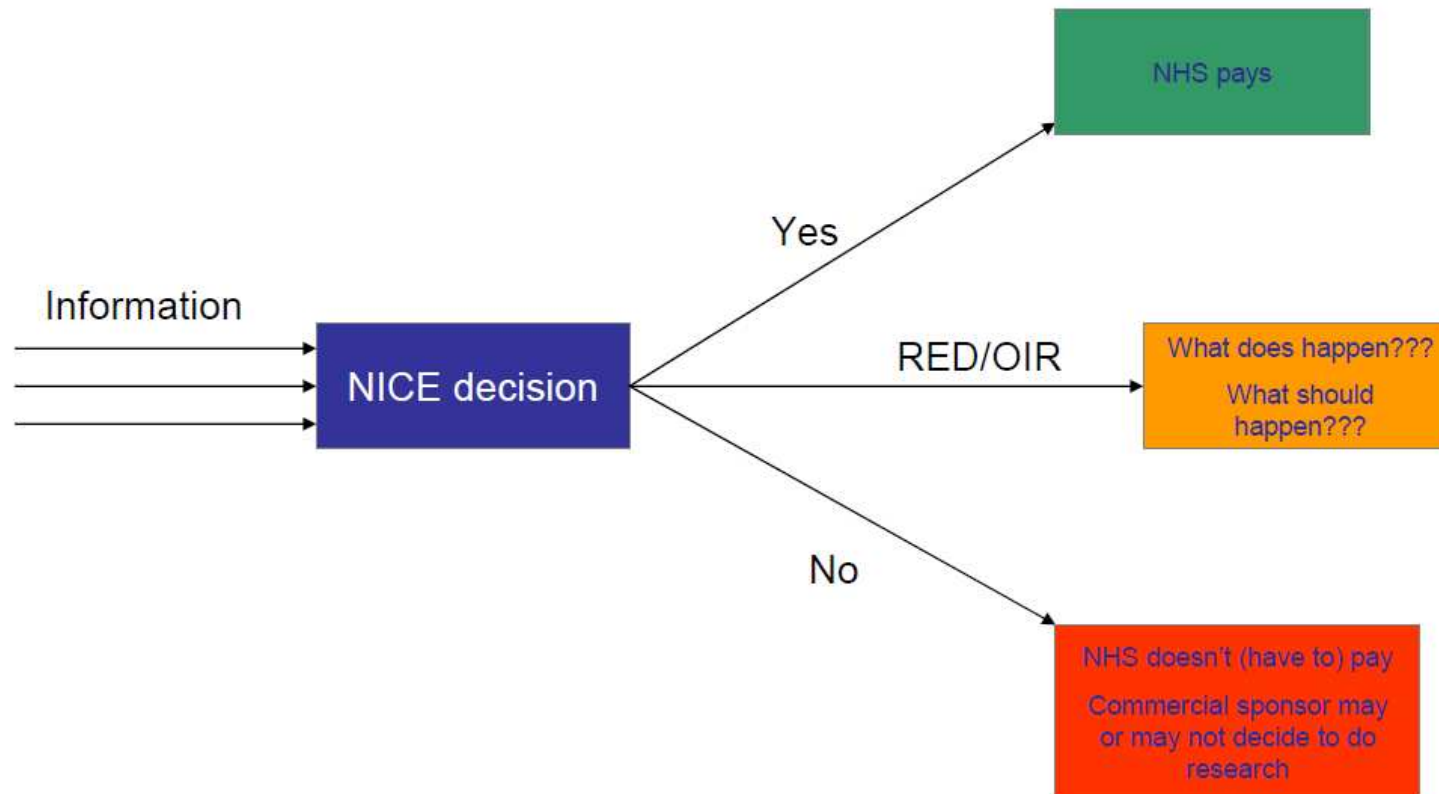 NHS pays
Yes
Information
NICE decision
RED/OIR
What does happen???
What should
happen???
No
NHS doesn't (have to) pay
Commercial sponsor may
or may not decide to do
research